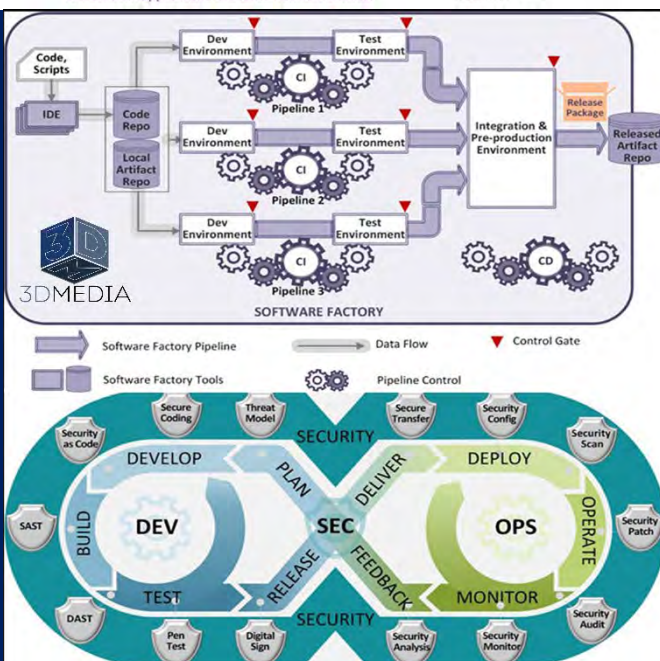 Code,
Scripts
IDE
Code
Repo
Local
Artifact
Repo
Dev
Environment
Test
Environment
CI
Pipeline 1
Dev
Environment
Test
Environment
CI
Pipeline 2
Dev
Environment
Test
Environment
CI
Pipeline 3
Integration &
Pre-production
Environment
Release
Package
Released
Artifact
Repo
CD
3D
M
3DMEDIA
SOFTWARE FACTORY
Software Factory Pipeline
Data Flow
Control Gate
Software Factory Tools
Pipeline Control
Secure
Coding
Threat
Model
Secure
Transfer
Security
Config
Security
as Code
SECURITY
Security
Scan
DEVELOP
PLAN
DELIVER
DEPLOY
SAST
BUILD
DEV
SEC
OPS
OPERATE
Security
Patch
TEST
RELEASE
FEEDBACK
MONITOR
DAST
SECURITY
Security
Audit
Pen
Test
Digital
Sign
Security
Analysis
Security
Monitor